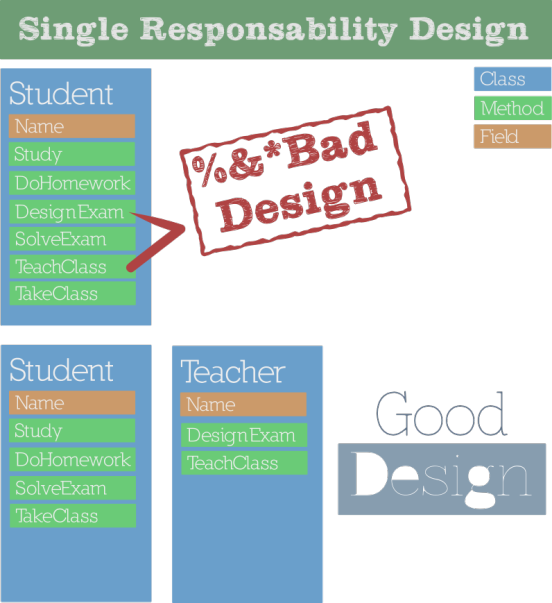 Single Responsability Design
Student
Name
Study
DoHomework
DesignExam
SolveExam
TeachClass
TakeClass
%&*Bad
Design
Class
Method
Field
Student
Name
Study
DoHomework
SolveExam
TakeClass
Teacher
Name
DesignExam
TeachClass
Good
Design